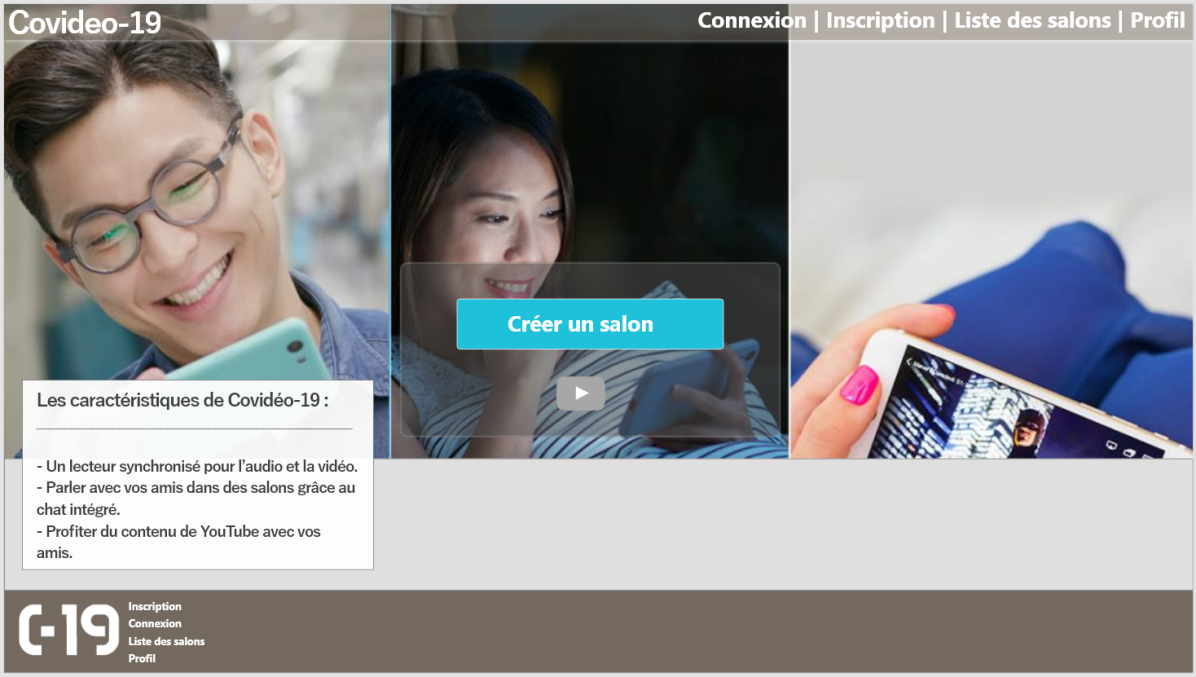 Covideo-19
Connexion | Inscription | Liste des salons | Profil
Créer un salon
Les caractéristiques de Covidéo-19 :
- Un lecteur synchronisé pour l'audio et la vidéo.
- Parler avec vos amis dans des salons grâce au
chat intégré.
- Profiter du contenu de YouTube avec vos
amis.
C-19
Inscription
Connexion
Liste des salons
Profil